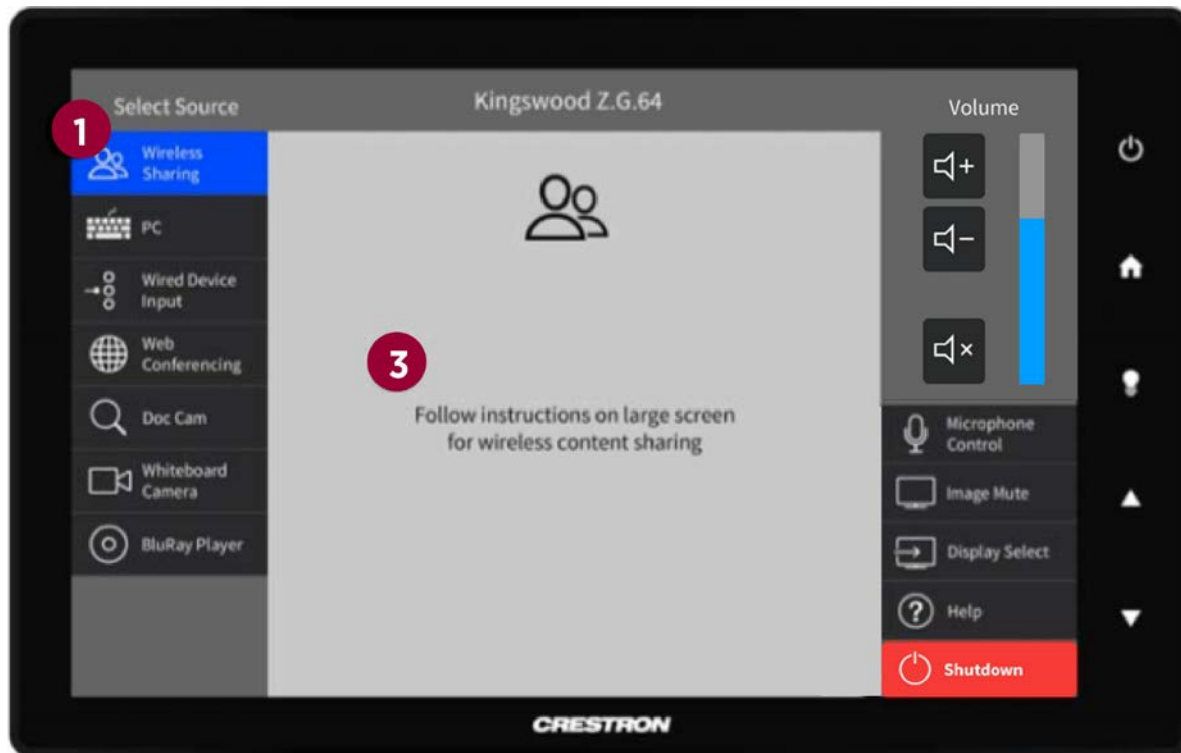 Select Source
Kingswood Z.G.64
Volume
1
Wireless
Sharing
PC
Wired Device
Input
Web
Conferencing
Doc Cam
Whiteboard
Camera
BluRay Player
3
Follow instructions on large screen
for wireless content sharing
Microphone
Control
Image Mute
Display Select
Help
Shutdown
CRESTRON